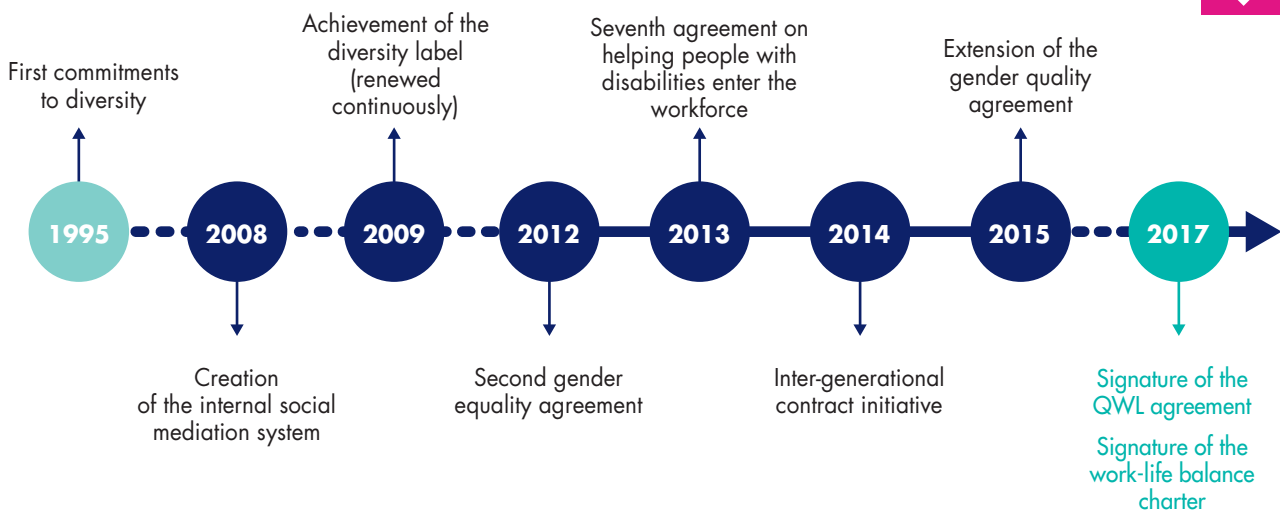 First commitments
to diversity
Achievement of the
diversity label
(renewed
continuously)
Seventh agreement on
helping people with
disabilities enter the
workforce
Extension of the
gender quality
agreement
1995
2008
2009
2012
2013
2014
2015
2017
Creation
of the internal social
mediation system
Second gender
equality agreement
Inter-generational
contract initiative
Signature of the
QWL agreement
Signature of the
work-life balance
charter